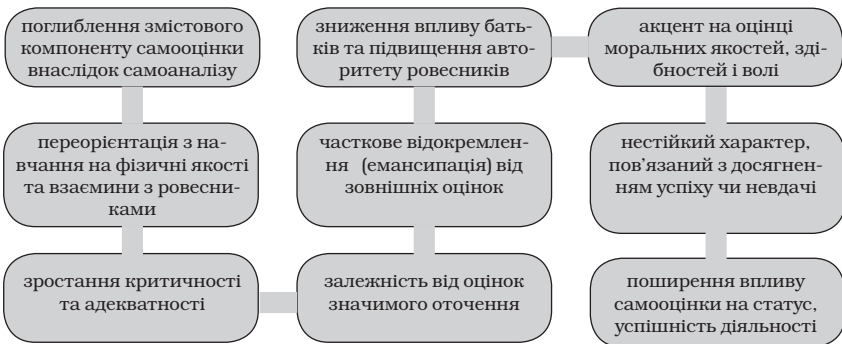 поглиблення змістового
компоненту самооцінки
внаслідок самоаналізу
переорієнтація з на-
вчання на фізичні якості
та взаємини з ровесни-
ками
зростання критичності
та адекватності
залежність від оцінок
значимого оточення
часткове відокремлен-
ня (емансипація) від
зовнішніх оцінок
зниження впливу бать-
ків та підвищення авто-
ритету ровесників
акцент на оцінці
моральних якостей, зді-
бностей і волі
нестійкий характер,
пов’язаний з досягнен-
ням успіху чи невдачі
поширення впливу
самооцінки на статус,
успішність діяльності